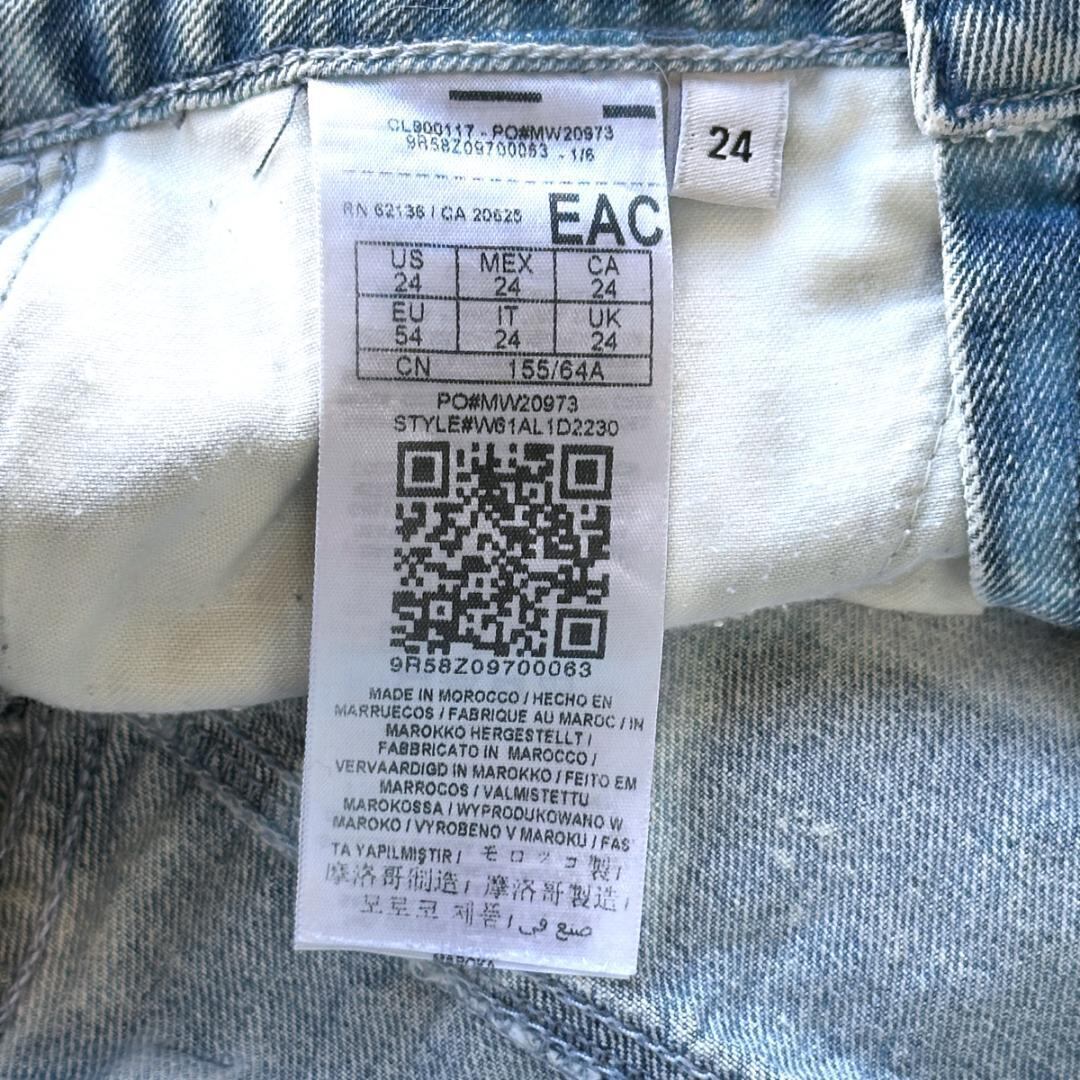 CL900117 - PO#MW20973
9R58Z09700063 - 1/6
24
RN 62136 / CA 20625
EAC
US MEX CA
24 24 24
EU IT UK
54 24 24
CN 155/64A
PO#MW20973
STYLE#W61AL1D2230
9R58Z09700063
MADE IN MOROCCO / HECHO EN
MARRUECOS / FABRIQUE AU MAROC / IN
MAROKKO HERGESTELLT /
FABBRICATO IN MAROCCO /
VERVAARDIGD IN MAROKKO / FEITO EM
MARROCOS / VALMISTETTU
MAROKOSSA / WYPRODUKOWANO W
MAROKO / VYROBENO V MAROKU / FAS
TA YAPILMIŞTIR / モロッコ製 /
摩洛哥制造 / 摩洛哥製造 /
모로코 제품 / صنع في